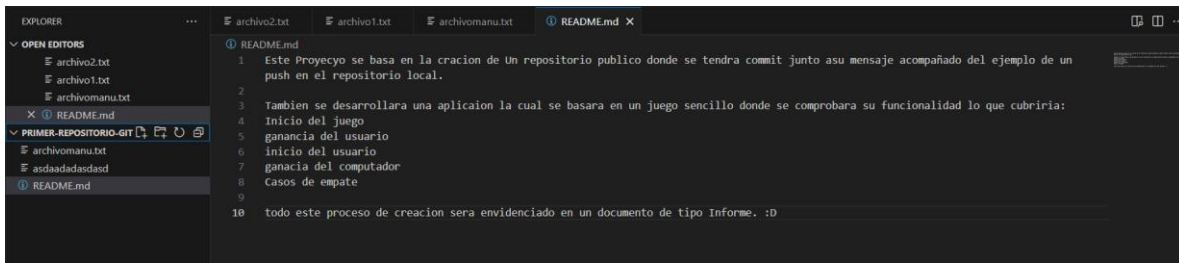 EXPLORER
OPEN EDITORS
archivo2.txt
archivo1.txt
archivomanu.txt
README.md
PRIMER-REPOSITORIO-GIT
archivomanu.txt
asdaadadasdasd
README.md
archivo2.txt archivo1.txt archivomanu.txt README.md
README.md
1 Este Proyecyo se basa en la cracion de Un repositorio publico donde se tendra commit junto asu mensaje acompañado del ejemplo de un
push en el repositorio local.
2
3 Tambien se desarrollara una aplicaion la cual se basara en un juego sencillo donde se comprobara su funcionalidad lo que cubriria:
4 Inicio del juego
5 ganancia del usuario
6 inicio del usuario
7 ganacia del computador
8 Casos de empate
9
10 todo este proceso de creacion sera envidenciado en un documento de tipo Informe. :D